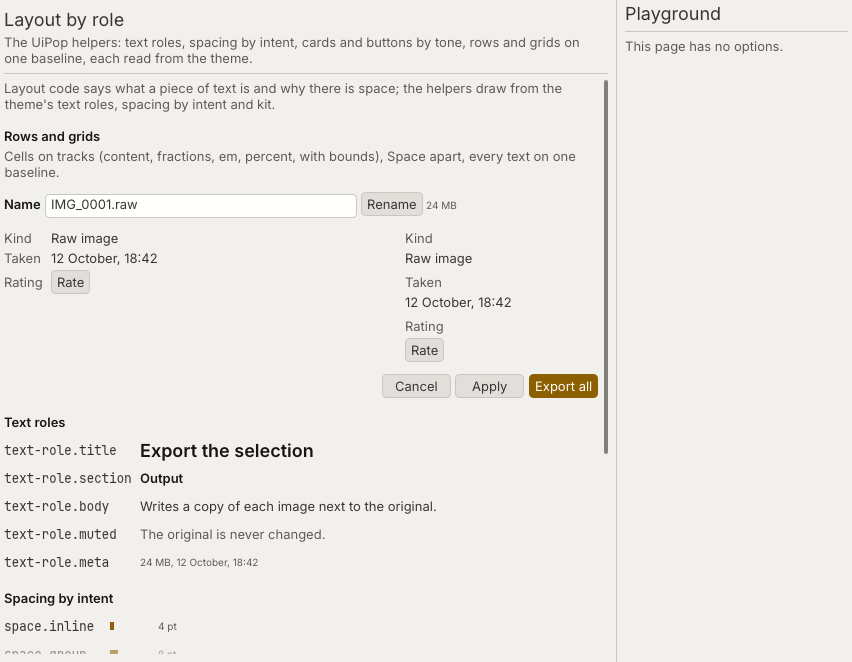 Layout by role
The UiPop helpers: text roles, spacing by intent, cards and buttons by tone, rows and grids on
one baseline, each read from the theme.
Layout code says what a piece of text is and why there is space; the helpers draw from the
theme's text roles, spacing by intent and kit.
Rows and grids
Cells on tracks (content, fractions, em, percent, with bounds), Space apart, every text on one
baseline.
Name IMG_0001.raw Rename 24 MB
Kind Raw image
Taken 12 October, 18:42
Rating Rate
Kind
Raw image
Taken
12 October, 18:42
Rating
Rate
Cancel Apply Export all
Text roles
text-role.title Export the selection
text-role.section Output
text-role.body Writes a copy of each image next to the original.
text-role.muted The original is never changed.
text-role.meta 24 MB, 12 October, 18:42
Spacing by intent
space.inline 4 pt
space.group 8 pt
Playground
This page has no options.